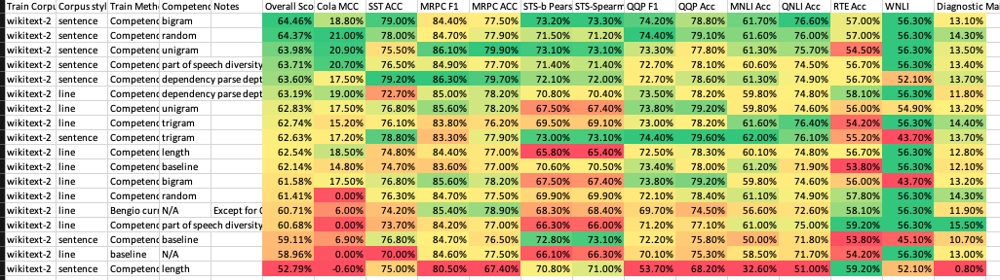 Train Corpu Corpus styl Train Meth Competenc Notes Overall Sco Cola MCC SST ACC MRPC F1 MRPC ACC STS-b Pears STS-Spearm QQP F1 QQP Acc MNLI Acc QNLI Acc RTE Acc WNLI Diagnostic Ma
wikitext-2 sentence Competenc bigram 64.46% 18.80% 79.00% 84.40% 77.50% 73.20% 73.30% 74.20% 78.80% 61.70% 76.60% 57.00% 56.30% 13.10%
wikitext-2 sentence Competenc random 64.37% 21.00% 78.00% 84.00% 77.00% 71.50% 71.20% 74.40% 79.10% 61.60% 76.00% 57.00% 56.30% 14.30%
wikitext-2 sentence Competenc unigram 63.98% 20.90% 75.50% 86.10% 79.90% 73.10% 73.10% 73.30% 77.80% 61.30% 75.70% 54.50% 56.30% 13.50%
wikitext-2 sentence Competenc part of speech diversity 63.71% 20.70% 76.50% 84.90% 77.70% 71.40% 71.40% 72.70% 78.10% 60.60% 74.50% 56.70% 56.30% 13.50%
wikitext-2 sentence Competenc dependency parse dept 63.60% 17.50% 79.20% 86.30% 79.70% 72.10% 72.00% 72.70% 78.60% 61.30% 74.90% 56.70% 52.10% 13.70%
wikitext-2 line Competenc dependency parse dept 63.19% 19.00% 72.70% 85.00% 78.20% 70.80% 70.40% 73.50% 78.20% 59.80% 74.80% 58.10% 56.30% 11.80%
wikitext-2 line Competenc unigram 62.83% 17.50% 76.80% 85.60% 78.20% 67.50% 67.40% 73.80% 79.20% 59.80% 74.60% 56.00% 54.90% 13.20%
wikitext-2 line Competenc trigram 62.74% 15.20% 76.10% 83.80% 76.20% 69.50% 69.10% 73.00% 78.20% 61.60% 76.40% 54.20% 56.30% 14.40%
wikitext-2 sentence Competenc trigram 62.63% 17.20% 78.80% 83.30% 77.90% 73.00% 73.10% 74.40% 79.60% 62.00% 76.10% 55.20% 43.70% 13.90%
wikitext-2 line Competenc length 62.54% 18.50% 74.80% 84.40% 77.00% 65.80% 65.40% 72.50% 78.30% 60.10% 74.80% 56.70% 56.30% 12.80%
wikitext-2 line Competenc baseline 62.14% 14.80% 74.70% 83.60% 77.00% 70.60% 70.50% 73.40% 78.00% 61.20% 71.90% 53.80% 56.30% 12.10%
wikitext-2 line Competenc bigram 61.58% 17.50% 76.80% 85.60% 78.20% 67.50% 67.40% 73.80% 79.20% 59.80% 74.60% 56.00% 43.70% 13.20%
wikitext-2 line Competenc random 61.41% 0.00% 76.30% 84.70% 77.50% 69.90% 69.90% 72.10% 78.80% 60.00% 74.90% 57.00% 56.30% 14.20%
wikitext-2 line Bengio curr N/A Except for C 60.71% 6.00% 74.20% 85.40% 78.90% 68.30% 68.40% 69.70% 74.50% 56.60% 72.60% 58.10% 56.30% 11.90%
wikitext-2 line Competenc part of speech diversity 60.68% 0.00% 73.70% 83.60% 76.50% 66.30% 66.00% 71.60% 77.10% 60.00% 75.20% 59.20% 56.30% 15.50%
wikitext-2 sentence Competenc baseline 59.11% 6.90% 76.80% 84.70% 76.50% 72.80% 73.10% 72.20% 75.80% 50.00% 71.80% 53.80% 45.10% 10.70%
wikitext-2 line baseline N/A 58.96% 0.00% 70.00% 83.60% 77.50% 66.10% 66.30% 70.10% 75.30% 58.50% 71.70% 54.20% 56.30% 13.00%
wikitext-2 sentence Competenc length 52.79% -0.60% 75.00% 80.50% 67.40% 70.80% 71.00% 53.70% 68.20% 32.60% 51.00% 59.20% 52.10% 0.80%